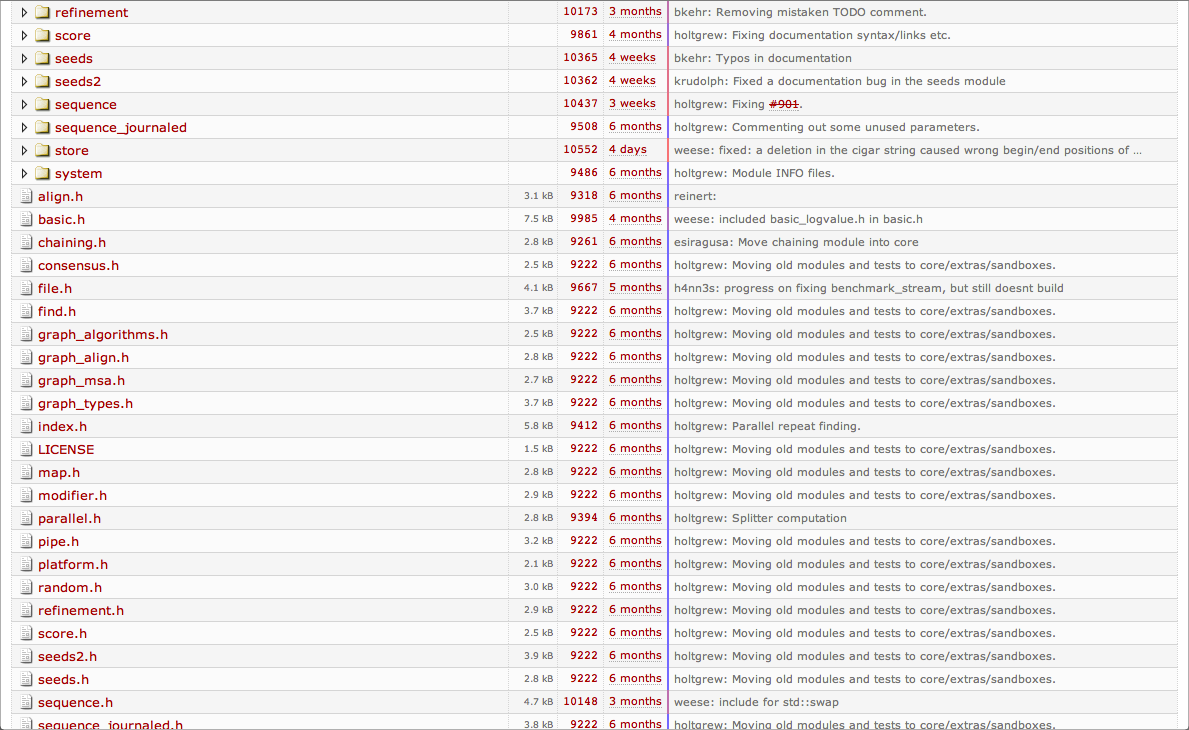 refinement 10173 3 months bkehr: Removing mistaken TODO comment.
score 9861 4 months holtgrew: Fixing documentation syntax/links etc.
seeds 10365 4 weeks bkehr: Typos in documentation
seeds2 10362 4 weeks krudolph: Fixed a documentation bug in the seeds module
sequence 10437 3 weeks holtgrew: Fixing #901.
sequence_journaled 9508 6 months holtgrew: Commenting out some unused parameters.
store 10552 4 days weese: fixed: a deletion in the cigar string caused wrong begin/end positions of ...
system 9486 6 months holtgrew: Module INFO files.
align.h 3.1 kB 9318 6 months reinert:
basic.h 7.5 kB 9985 4 months weese: included basic_logvalue.h in basic.h
chaining.h 2.8 kB 9261 6 months esiragusa: Move chaining module into core
consensus.h 2.5 kB 9222 6 months holtgrew: Moving old modules and tests to core/extras/sandboxes.
file.h 4.1 kB 9667 5 months h4nn3s: progress on fixing benchmark_stream, but still doesnt build
find.h 3.7 kB 9222 6 months holtgrew: Moving old modules and tests to core/extras/sandboxes.
graph_algorithms.h 2.5 kB 9222 6 months holtgrew: Moving old modules and tests to core/extras/sandboxes.
graph_align.h 2.8 kB 9222 6 months holtgrew: Moving old modules and tests to core/extras/sandboxes.
graph_msa.h 2.7 kB 9222 6 months holtgrew: Moving old modules and tests to core/extras/sandboxes.
graph_types.h 3.7 kB 9222 6 months holtgrew: Moving old modules and tests to core/extras/sandboxes.
index.h 5.8 kB 9412 6 months holtgrew: Parallel repeat finding.
LICENSE 1.5 kB 9222 6 months holtgrew: Moving old modules and tests to core/extras/sandboxes.
map.h 2.8 kB 9222 6 months holtgrew: Moving old modules and tests to core/extras/sandboxes.
modifier.h 2.9 kB 9222 6 months holtgrew: Moving old modules and tests to core/extras/sandboxes.
parallel.h 2.8 kB 9394 6 months holtgrew: Splitter computation
pipe.h 3.2 kB 9222 6 months holtgrew: Moving old modules and tests to core/extras/sandboxes.
platform.h 2.1 kB 9222 6 months holtgrew: Moving old modules and tests to core/extras/sandboxes.
random.h 3.0 kB 9222 6 months holtgrew: Moving old modules and tests to core/extras/sandboxes.
refinement.h 2.9 kB 9222 6 months holtgrew: Moving old modules and tests to core/extras/sandboxes.
score.h 2.5 kB 9222 6 months holtgrew: Moving old modules and tests to core/extras/sandboxes.
seeds2.h 3.9 kB 9222 6 months holtgrew: Moving old modules and tests to core/extras/sandboxes.
seeds.h 2.8 kB 9222 6 months holtgrew: Moving old modules and tests to core/extras/sandboxes.
sequence.h 4.7 kB 10148 3 months weese: include for std::swap
sequence_journaled.h 3.8 kB 9222 6 months holtgrew: Moving old modules and tests to core/extras/sandboxes.